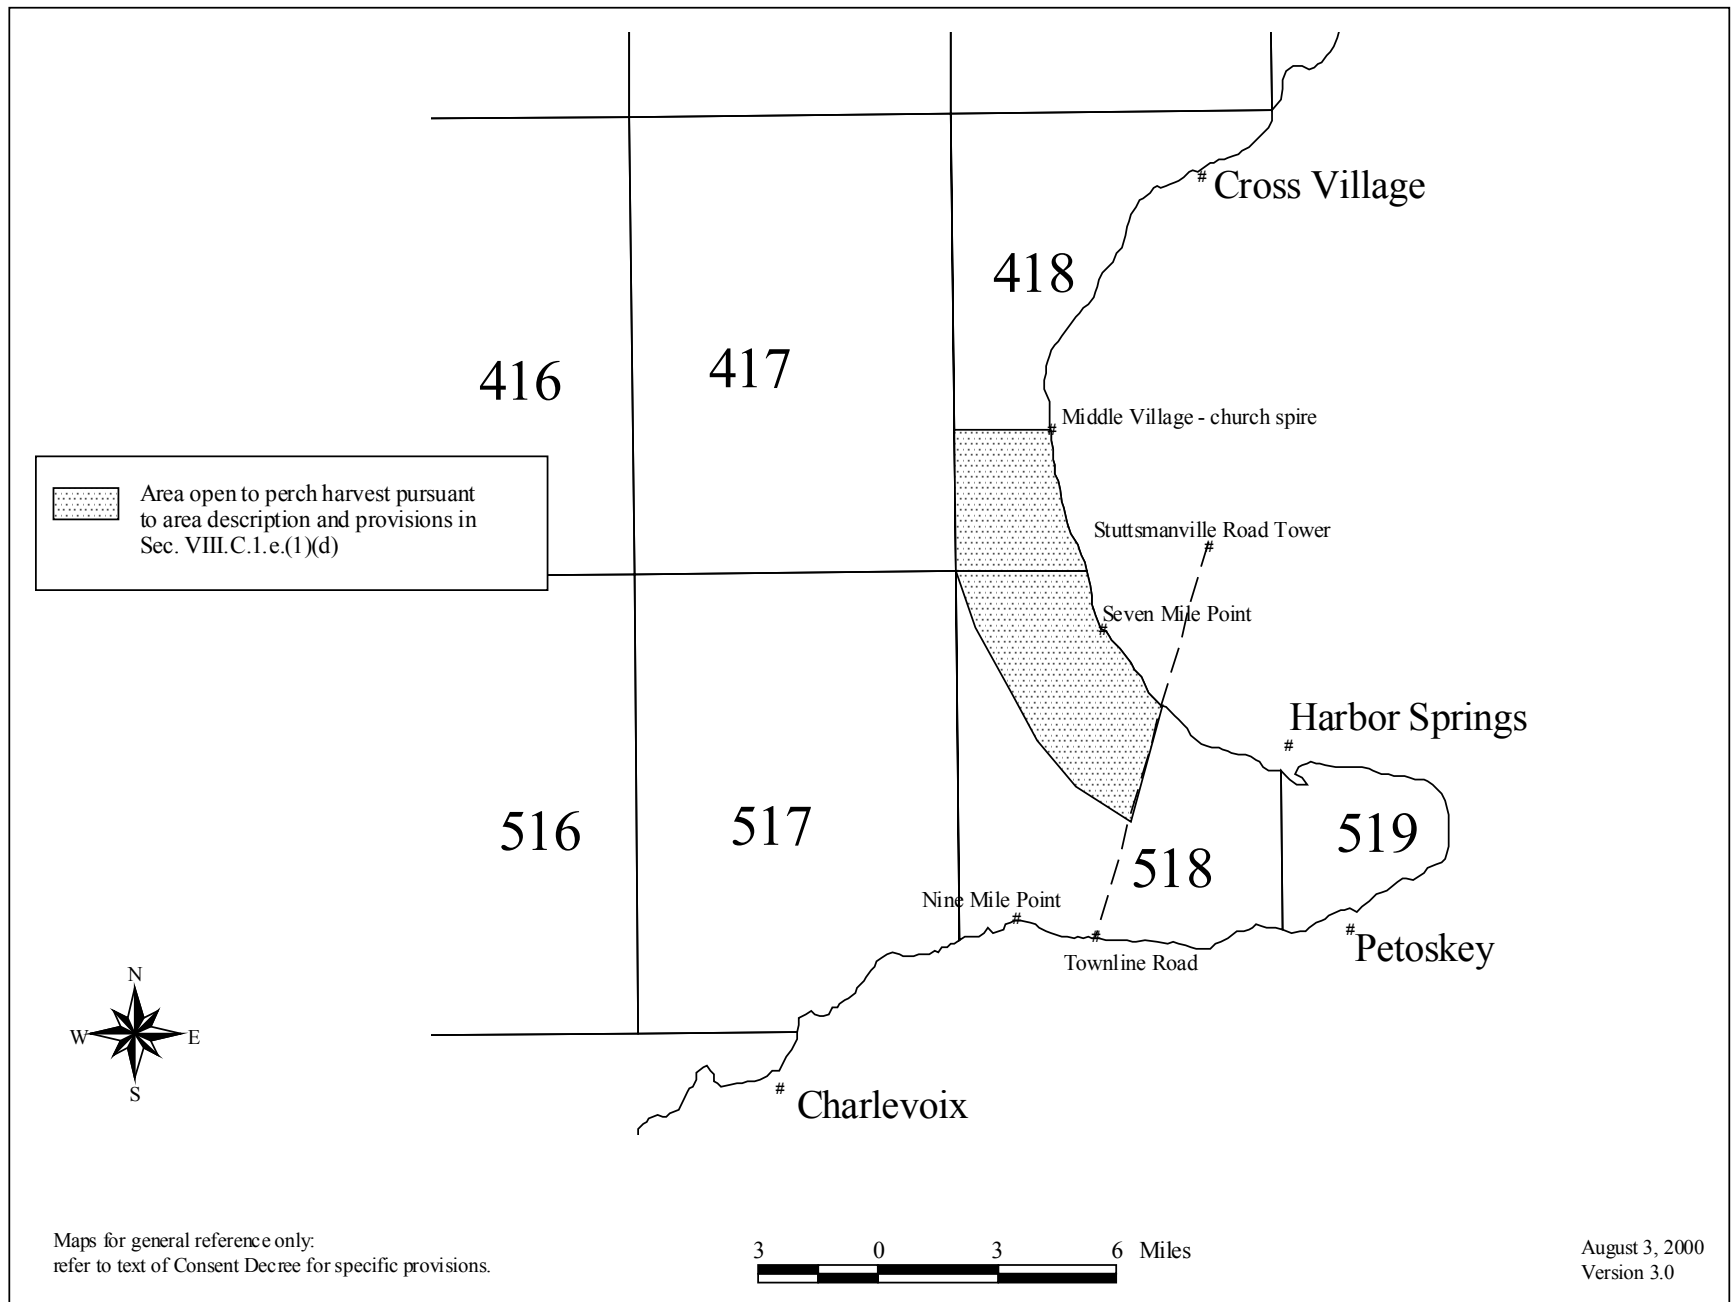 Cross Village
418
417
416
Middle Village - church spire
Area open to perch harvest pursuant
to area description and provisions in
Sec. VIII.C.1.e.(1)(d)
Stuttsmanville Road Tower
Seven Mile Point
Harbor Springs
516
517
519
518
Nine Mile Point
Petoskey
Townline Road
N
W
E
S
Charlevoix
Maps for general reference only:
refer to text of Consent Decree for specific provisions.
3 0 3 6 Miles
August 3, 2000
Version 3.0